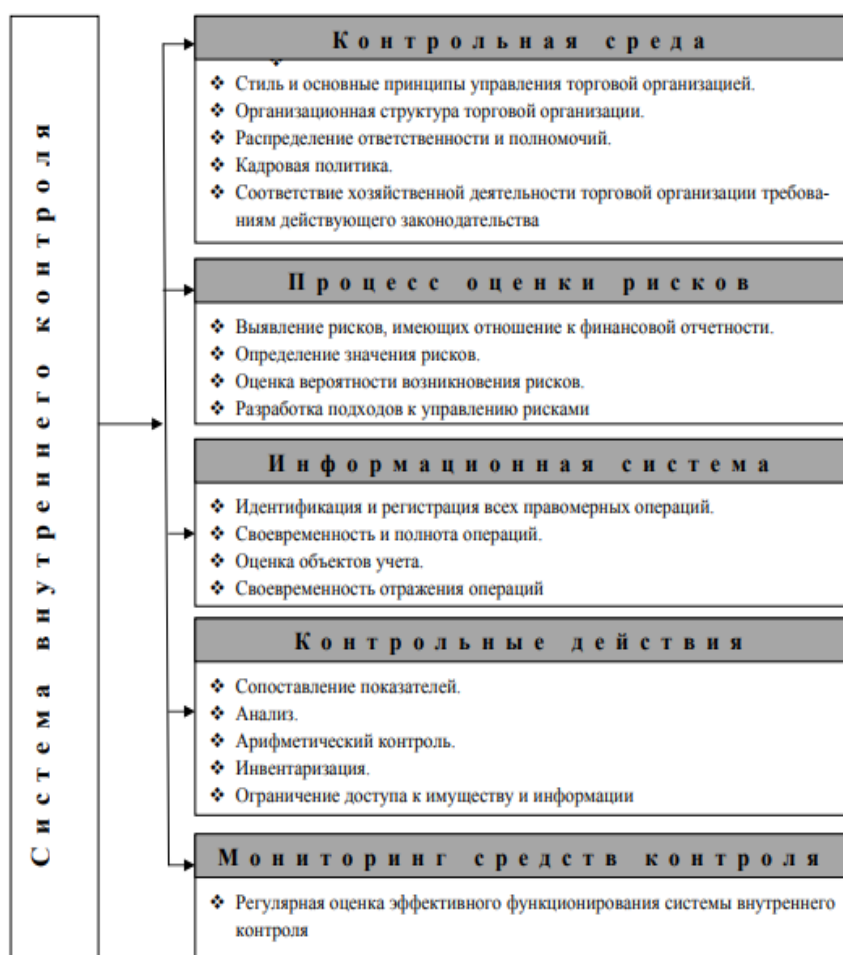 Система внутреннего контроля
Контрольная среда
❖ Стиль и основные принципы управления торговой организацией.
❖ Организационная структура торговой организации.
❖ Распределение ответственности и полномочий.
❖ Кадровая политика.
❖ Соответствие хозяйственной деятельности торговой организации требова-
ниям действующего законодательства
Процесс оценки рисков
❖ Выявление рисков, имеющих отношение к финансовой отчетности.
❖ Определение значения рисков.
❖ Оценка вероятности возникновения рисков.
❖ Разработка подходов к управлению рисками
Информационная система
❖ Идентификация и регистрация всех правомерных операций.
❖ Своевременность и полнота операций.
❖ Оценка объектов учета.
❖ Своевременность отражения операций
Контрольные действия
❖ Сопоставление показателей.
❖ Анализ.
❖ Арифметический контроль.
❖ Инвентаризация.
❖ Ограничение доступа к имуществу и информации
Мониторинг средств контроля
❖ Регулярная оценка эффективного функционирования системы внутреннего
контроля